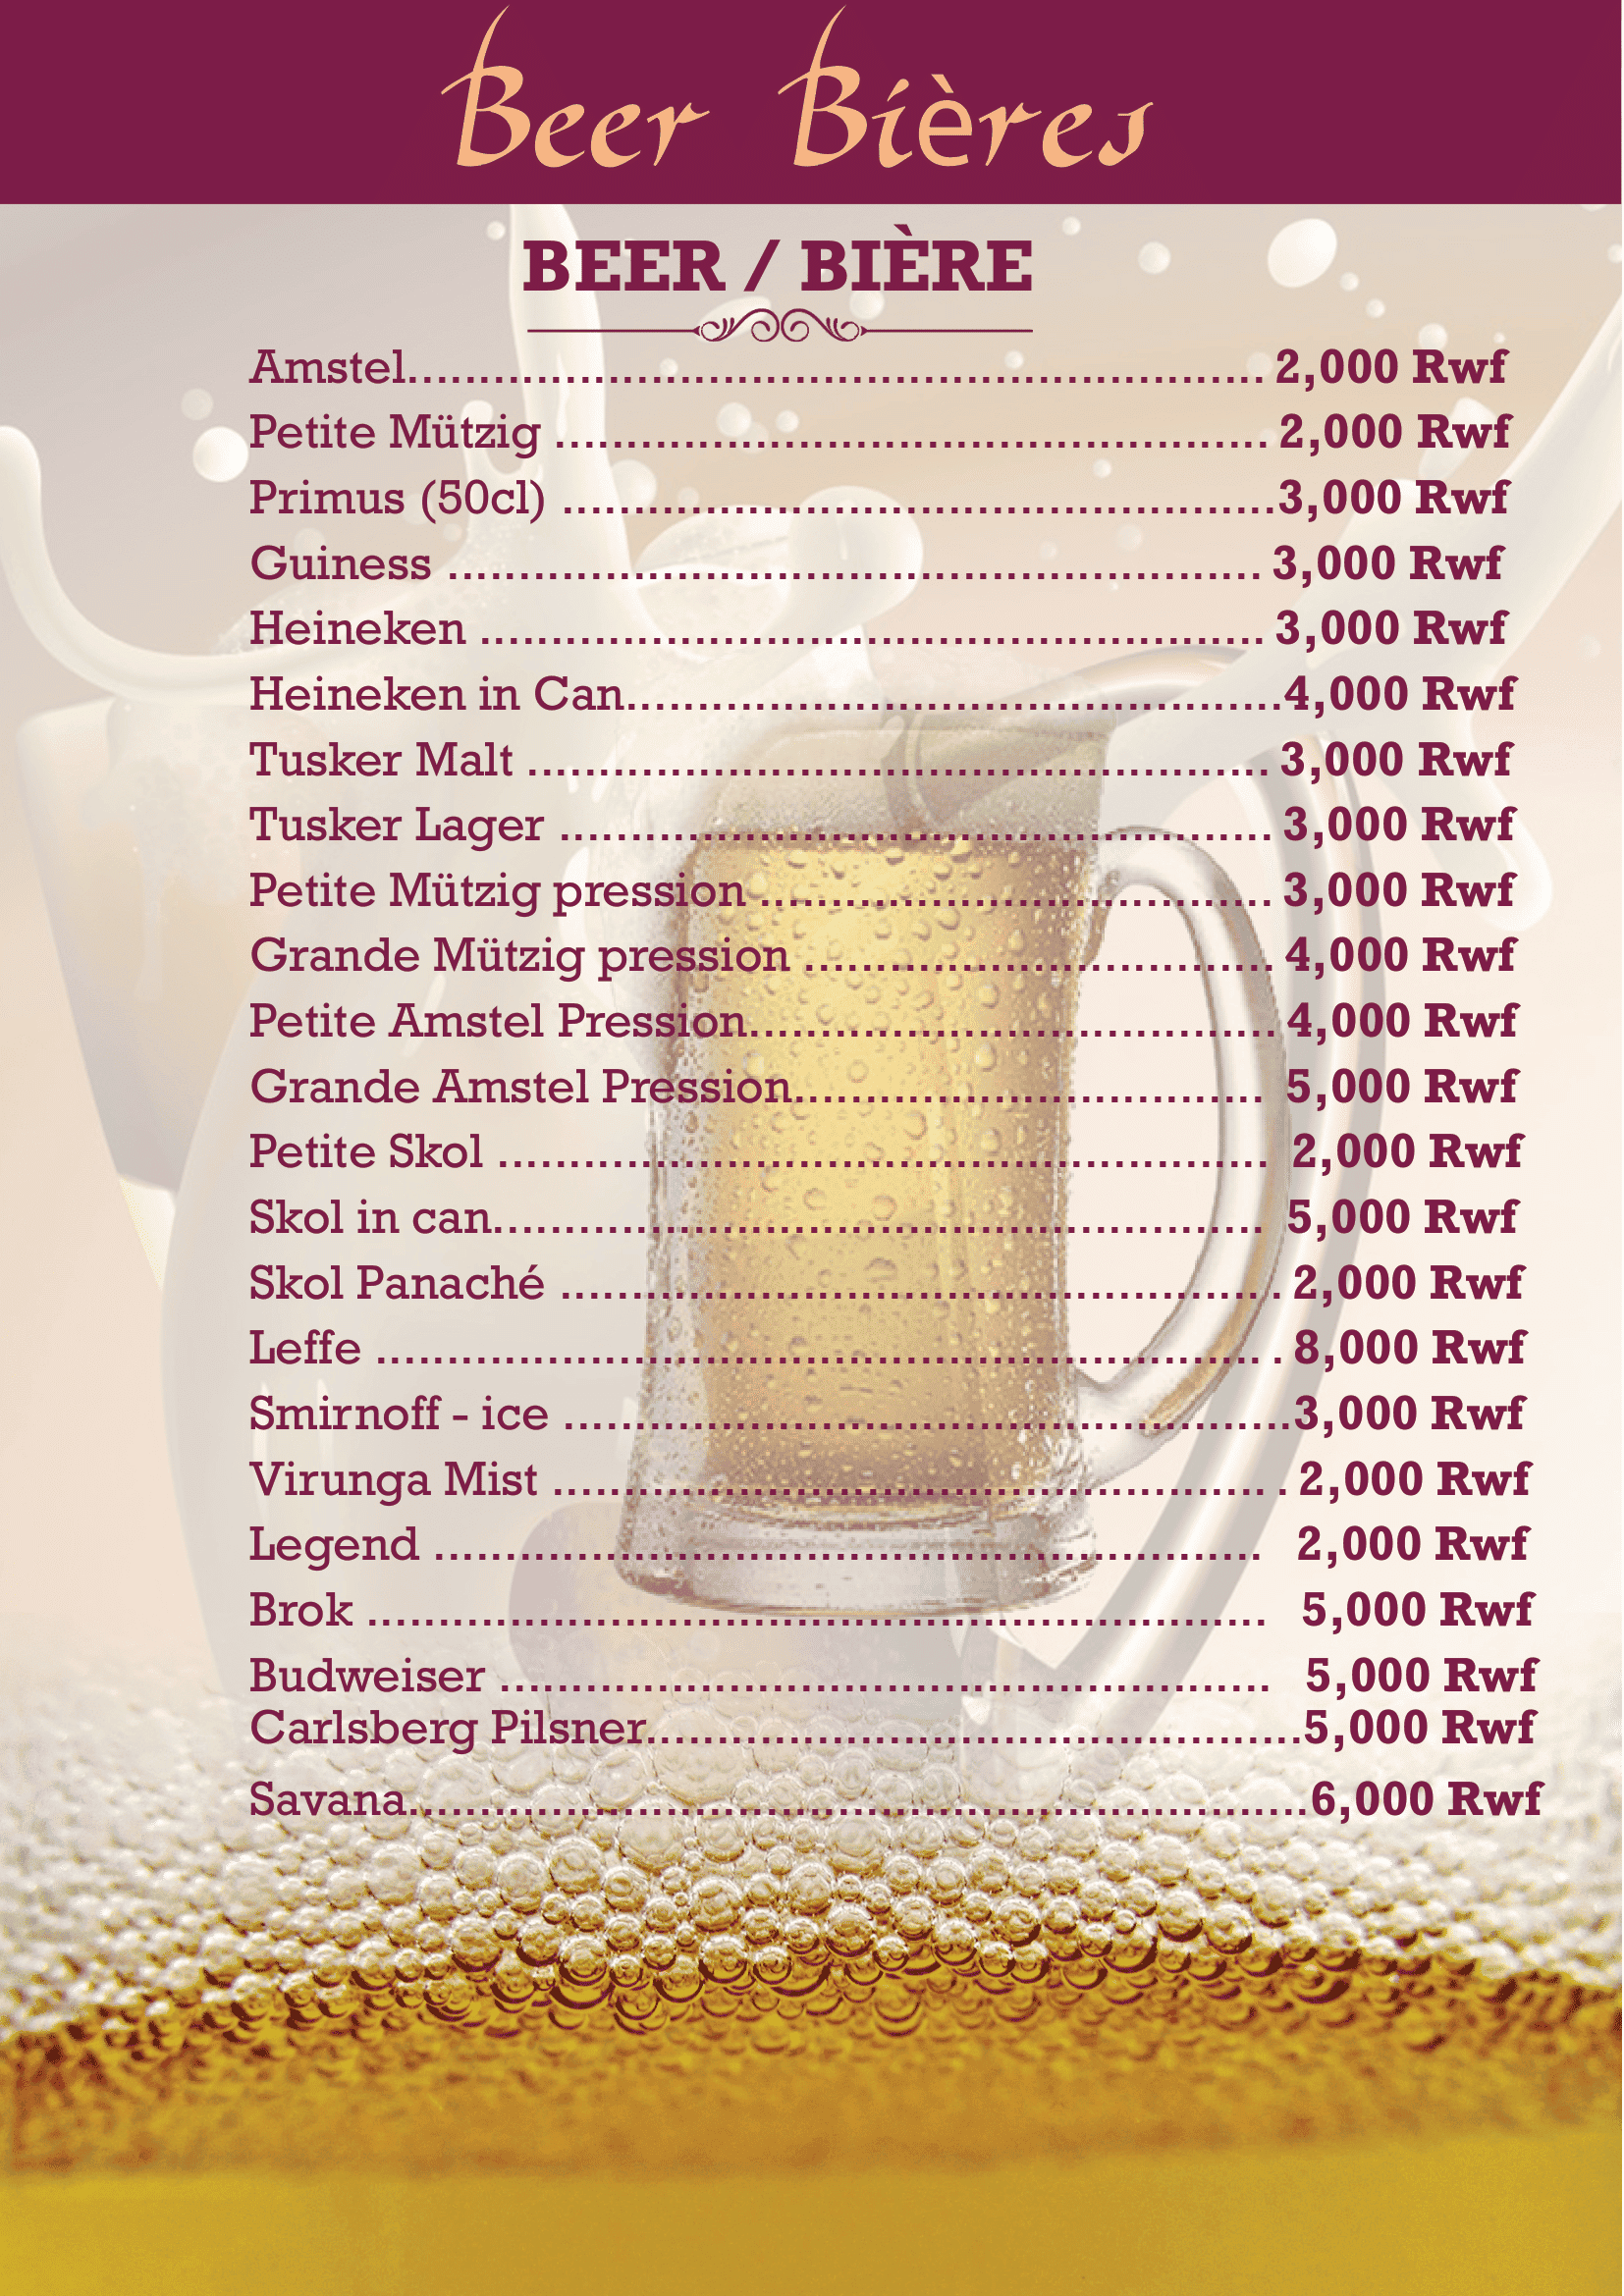 Beer Bières
BEER / BIÈRE
Amstel............................................................ 2,000 Rwf
Petite Mützig .................................................. 2,000 Rwf
Primus (50cl) ..................................................3,000 Rwf
Guiness ......................................................... 3,000 Rwf
Heineken ....................................................... 3,000 Rwf
Heineken in Can..............................................4,000 Rwf
Tusker Malt .................................................... 3,000 Rwf
Tusker Lager .................................................. 3,000 Rwf
Petite Mützig pression .................................... 3,000 Rwf
Grande Mützig pression ................................. 4,000 Rwf
Petite Amstel Pression..................................... 4,000 Rwf
Grande Amstel Pression................................. 5,000 Rwf
Petite Skol ...................................................... 2,000 Rwf
Skol in can...................................................... 5,000 Rwf
Skol Panaché ................................................... 2,000 Rwf
Leffe .............................................................. . 8,000 Rwf
Smirnoff - ice ...................................................3,000 Rwf
Virunga Mist .................................................. . 2,000 Rwf
Legend .......................................................... 2,000 Rwf
Brok ............................................................... 5,000 Rwf
Budweiser ...................................................... 5,000 Rwf
Carlsberg Pilsner..............................................5,000 Rwf
Savana...............................................................6,000 Rwf